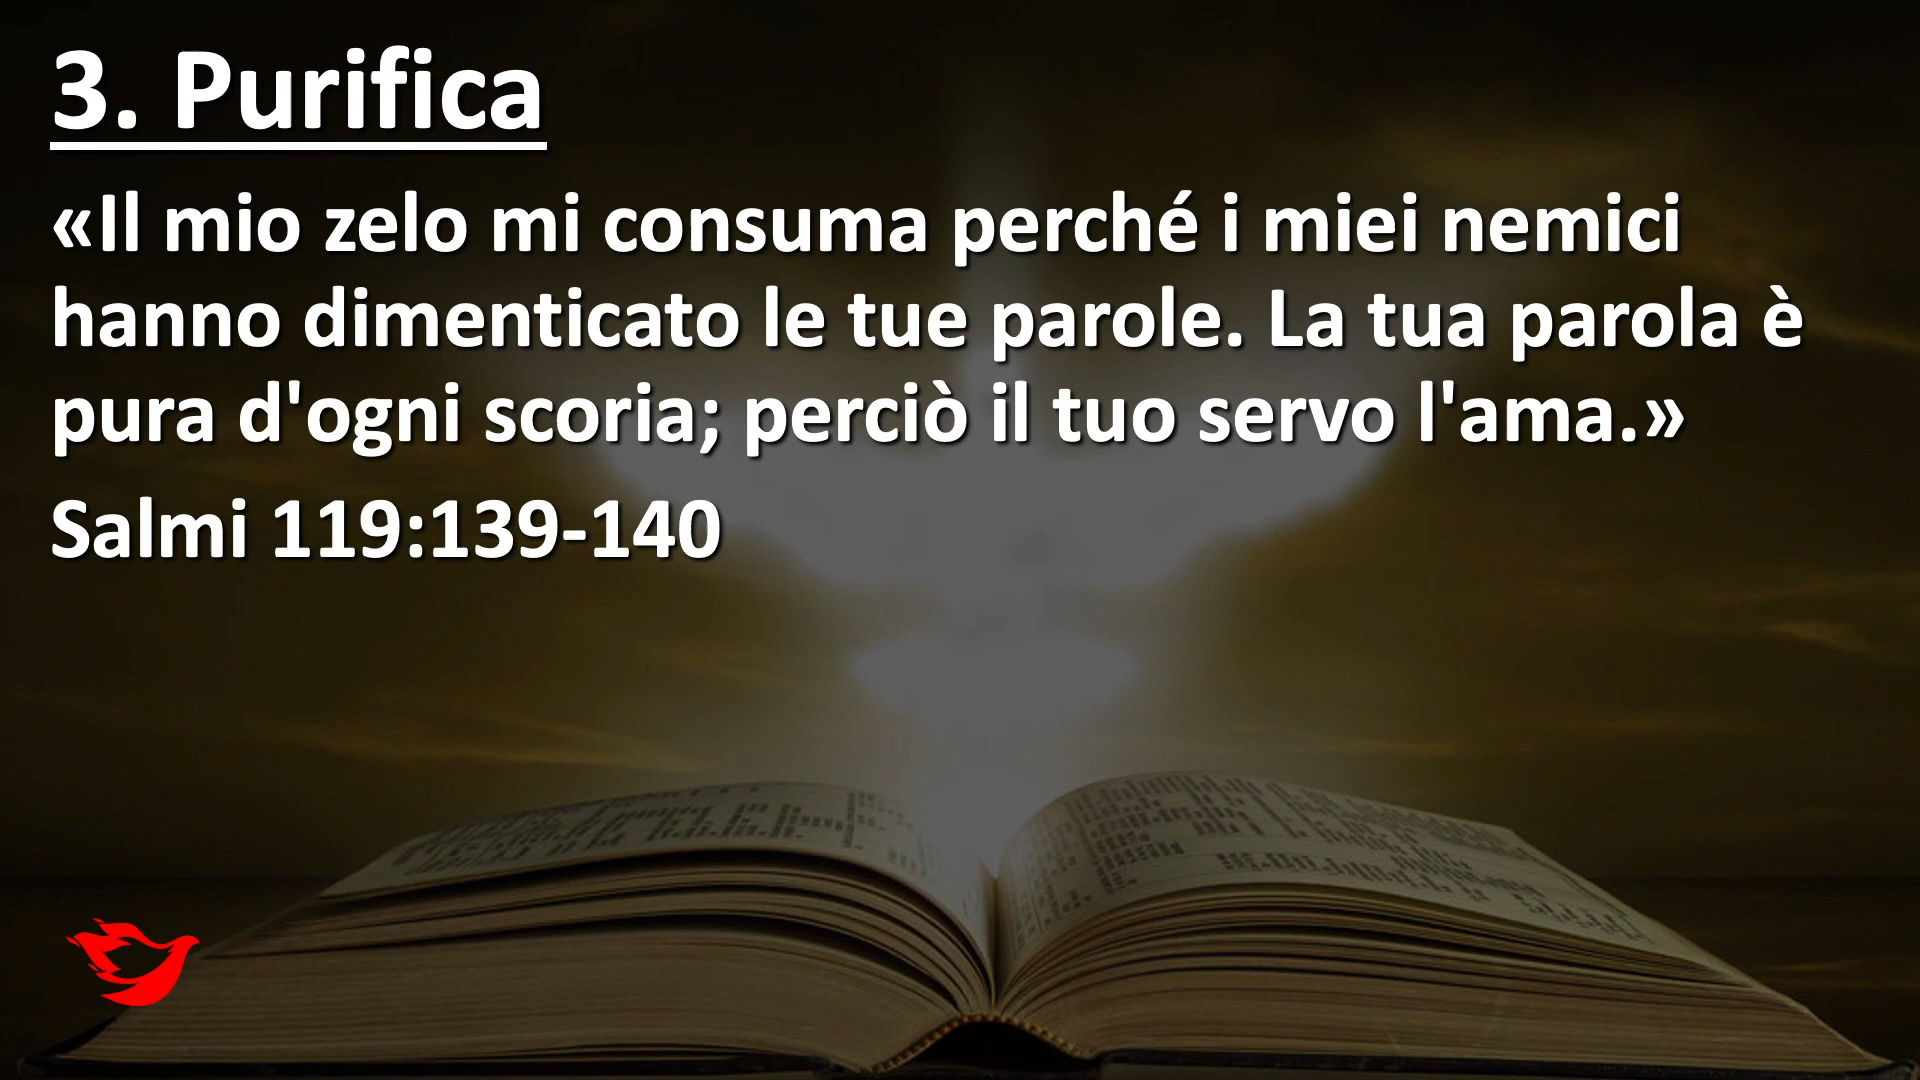 3. Purifica
«Il mio zelo mi consuma perché i miei nemici
hanno dimenticato le tue parole. La tua parola è
pura d'ogni scoria; perciò il tuo servo l'ama.»
Salmi 119:139-140